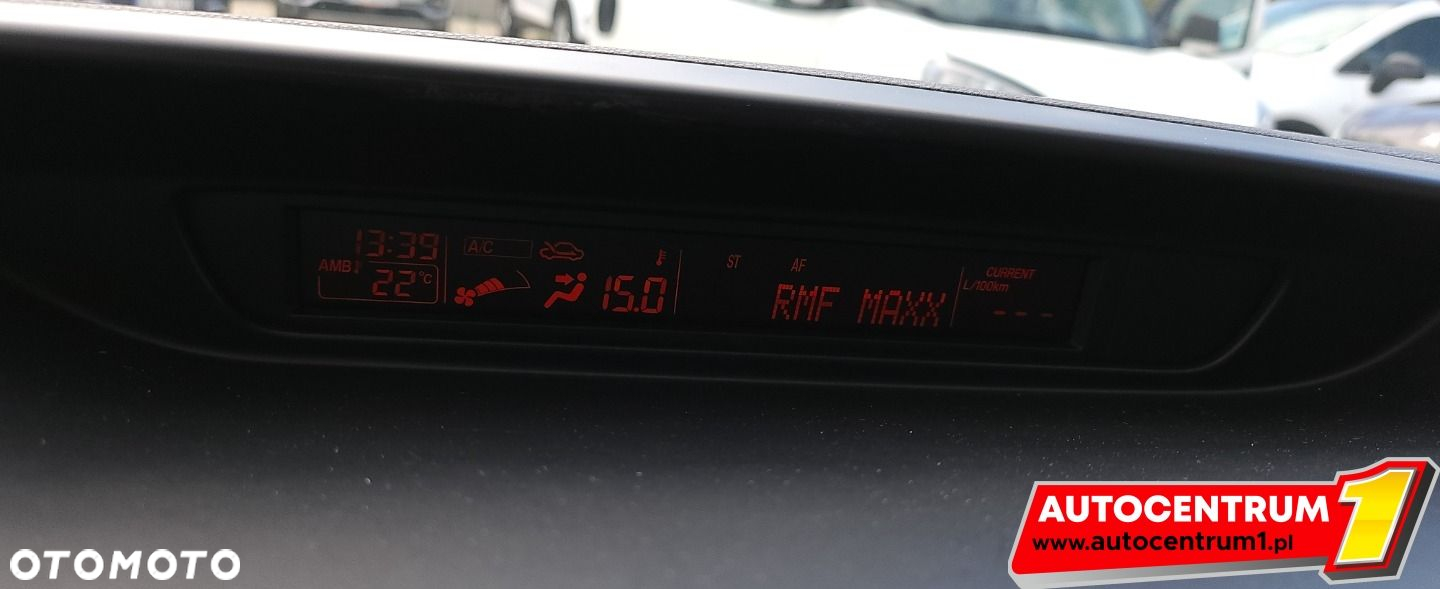 13:39
AMB 22°C
A/C
15.0
ST AF
RMF MAXX
CURRENT
L/100km
---
AUTOCENTRUM 1
www.autocentrum1.pl
OTOMOTO